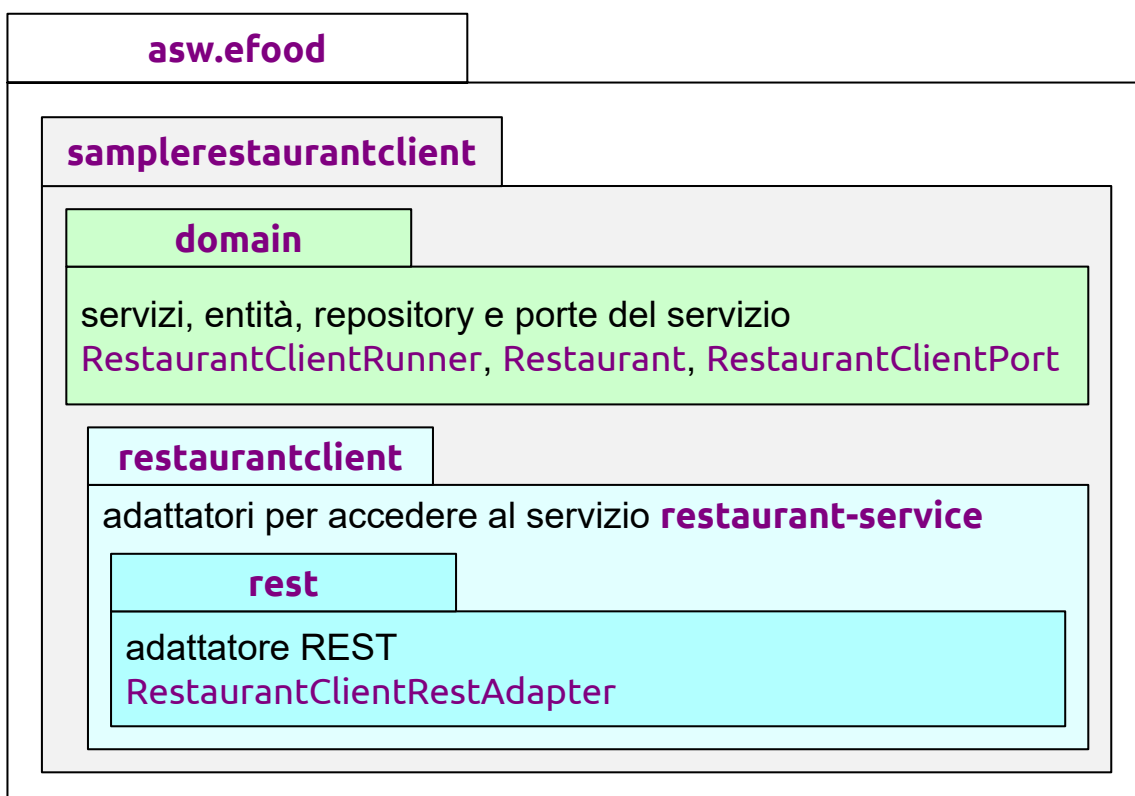 asw.efood
samplerestaurantclient
domain
servizi, entità, repository e porte del servizio
RestaurantClientRunner, Restaurant, RestaurantClientPort
restaurantclient
adattatori per accedere al servizio restaurant-service
rest
adattatore REST
RestaurantClientRestAdapter